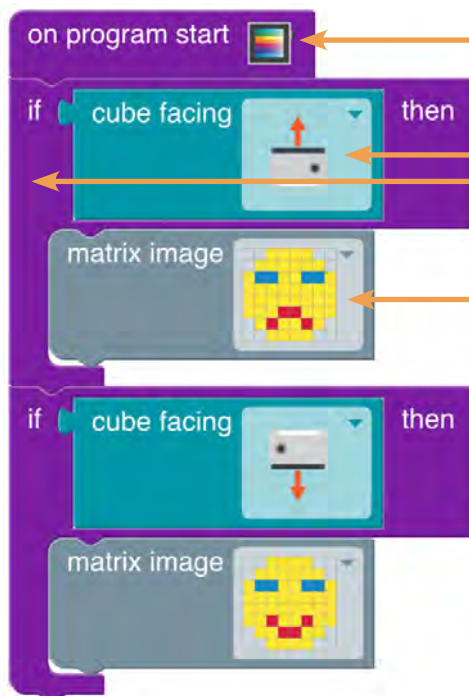 on program start
if cube facing then
matrix image
if cube facing then
matrix image